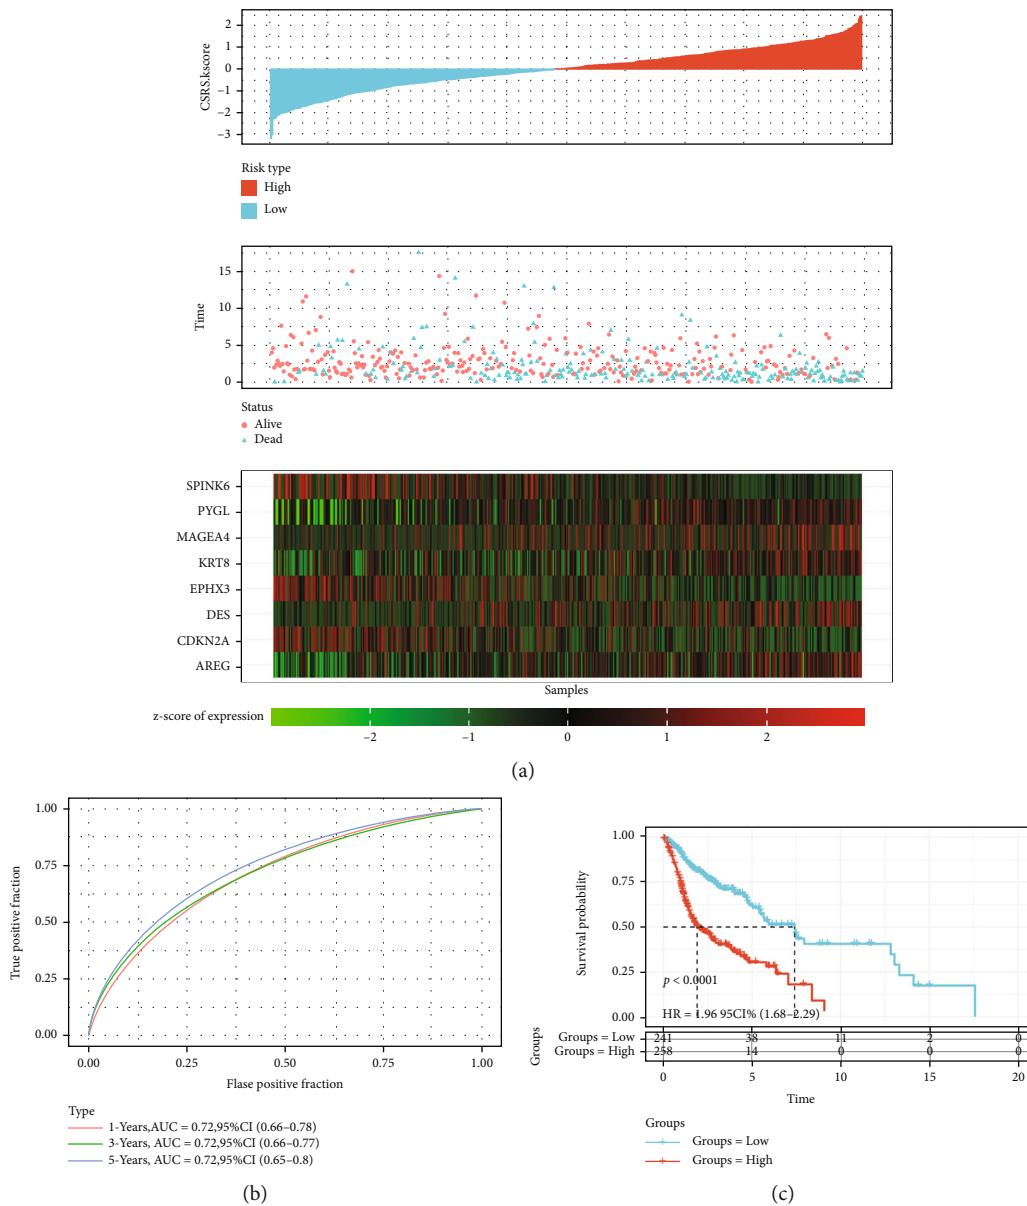 2
1
0
–1
–2
–3
CSRS.kscore
Risk type
High
Low
15
10
5
0
Time
Status
Alive
Dead
SPINK6
PYGL
MAGEA4
KRT8
EPHX3
DES
CDKN2A
AREG
Samples
z-score of expression
–2 –1 0 1 2
(a)
1.00
0.75
0.50
0.25
0.00
True positive fraction
0.00 0.25 0.50 0.75 1.00
Flase positive fraction
Type
1-Years,AUC = 0.72,95%CI (0.66–0.78)
3-Years, AUC = 0.72,95%CI (0.66–0.77)
5-Years, AUC = 0.72,95%CI (0.65–0.8)
(b)
1.00
0.75
0.50
0.25
0.00
Survival probability
p < 0.0001
HR = 1.96 95CI% (1.68–2.29)
Groups
Groups = Low 241 38 11 2 0
Groups = High 258 14 0 0 0
0 5 10 15 20
Time
Groups
Groups = Low
Groups = High
(c)